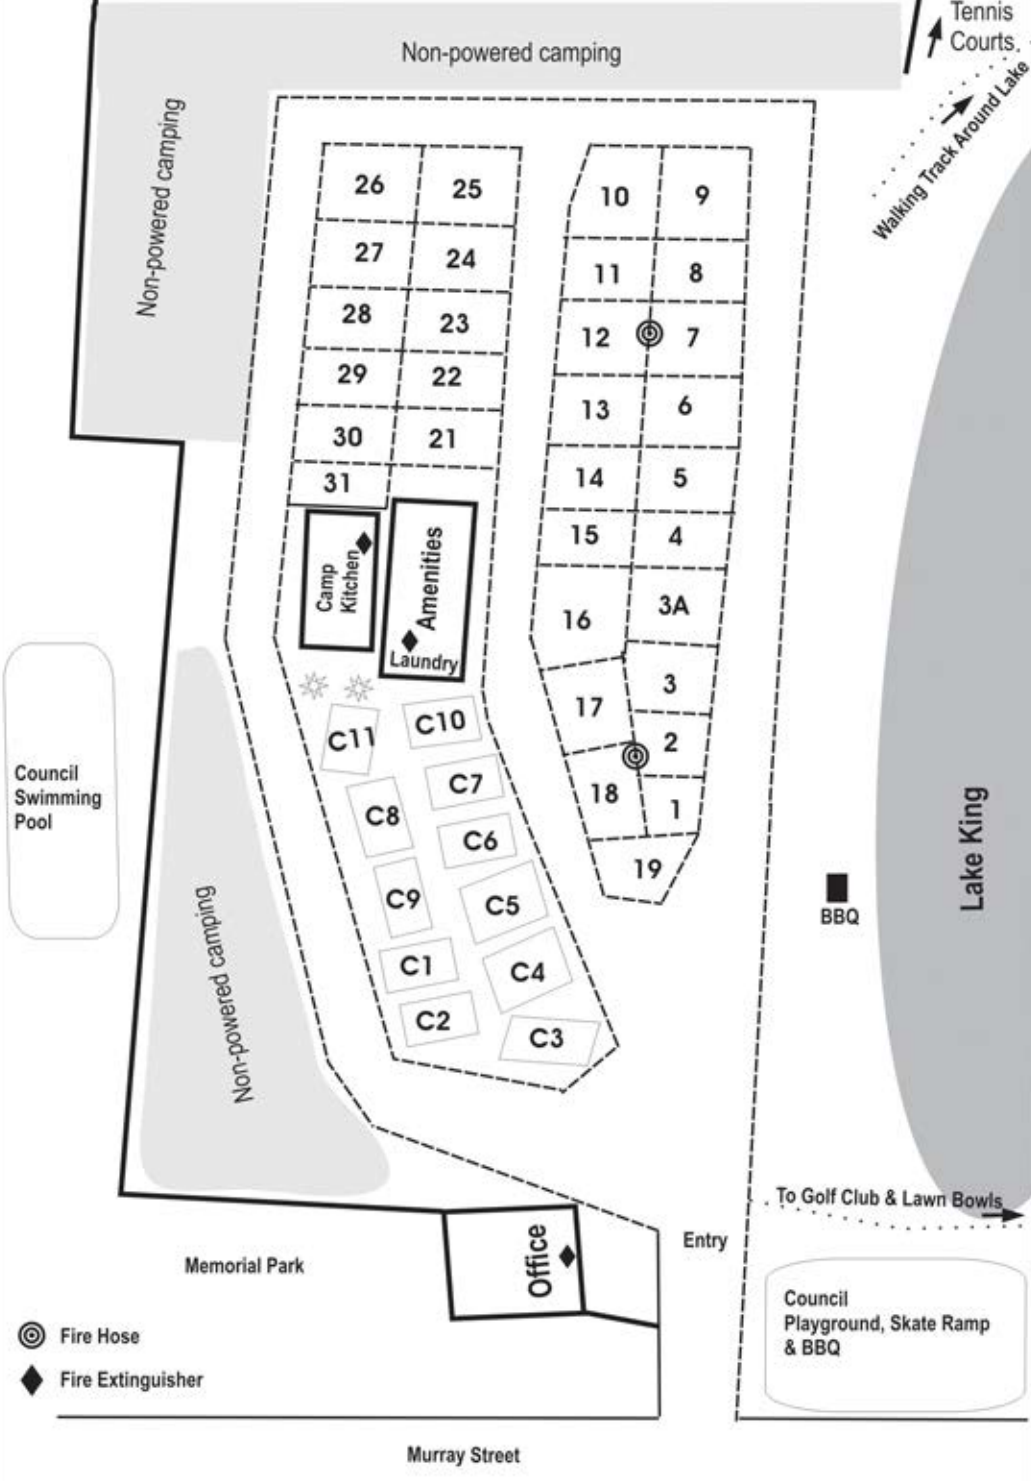 Tennis
Courts
Non-powered camping
Walking Track Around Lake
Non-powered camping
26 25
10 9
27 24
11 8
28 23
12 7
29 22
13 6
30 21
14 5
31
15 4
Camp
Kitchen
Amenities
Laundry
16 3A
17 3
C11 C10
2
C8 C7
18 1
C6
19
C9 C5
C1 C4
C2 C3
Council
Swimming
Pool
Non-powered camping
BBQ
Lake King
To Golf Club & Lawn Bowls
Entry
Office
Memorial Park
Council
Playground, Skate Ramp
& BBQ
Fire Hose
Fire Extinguisher
Murray Street